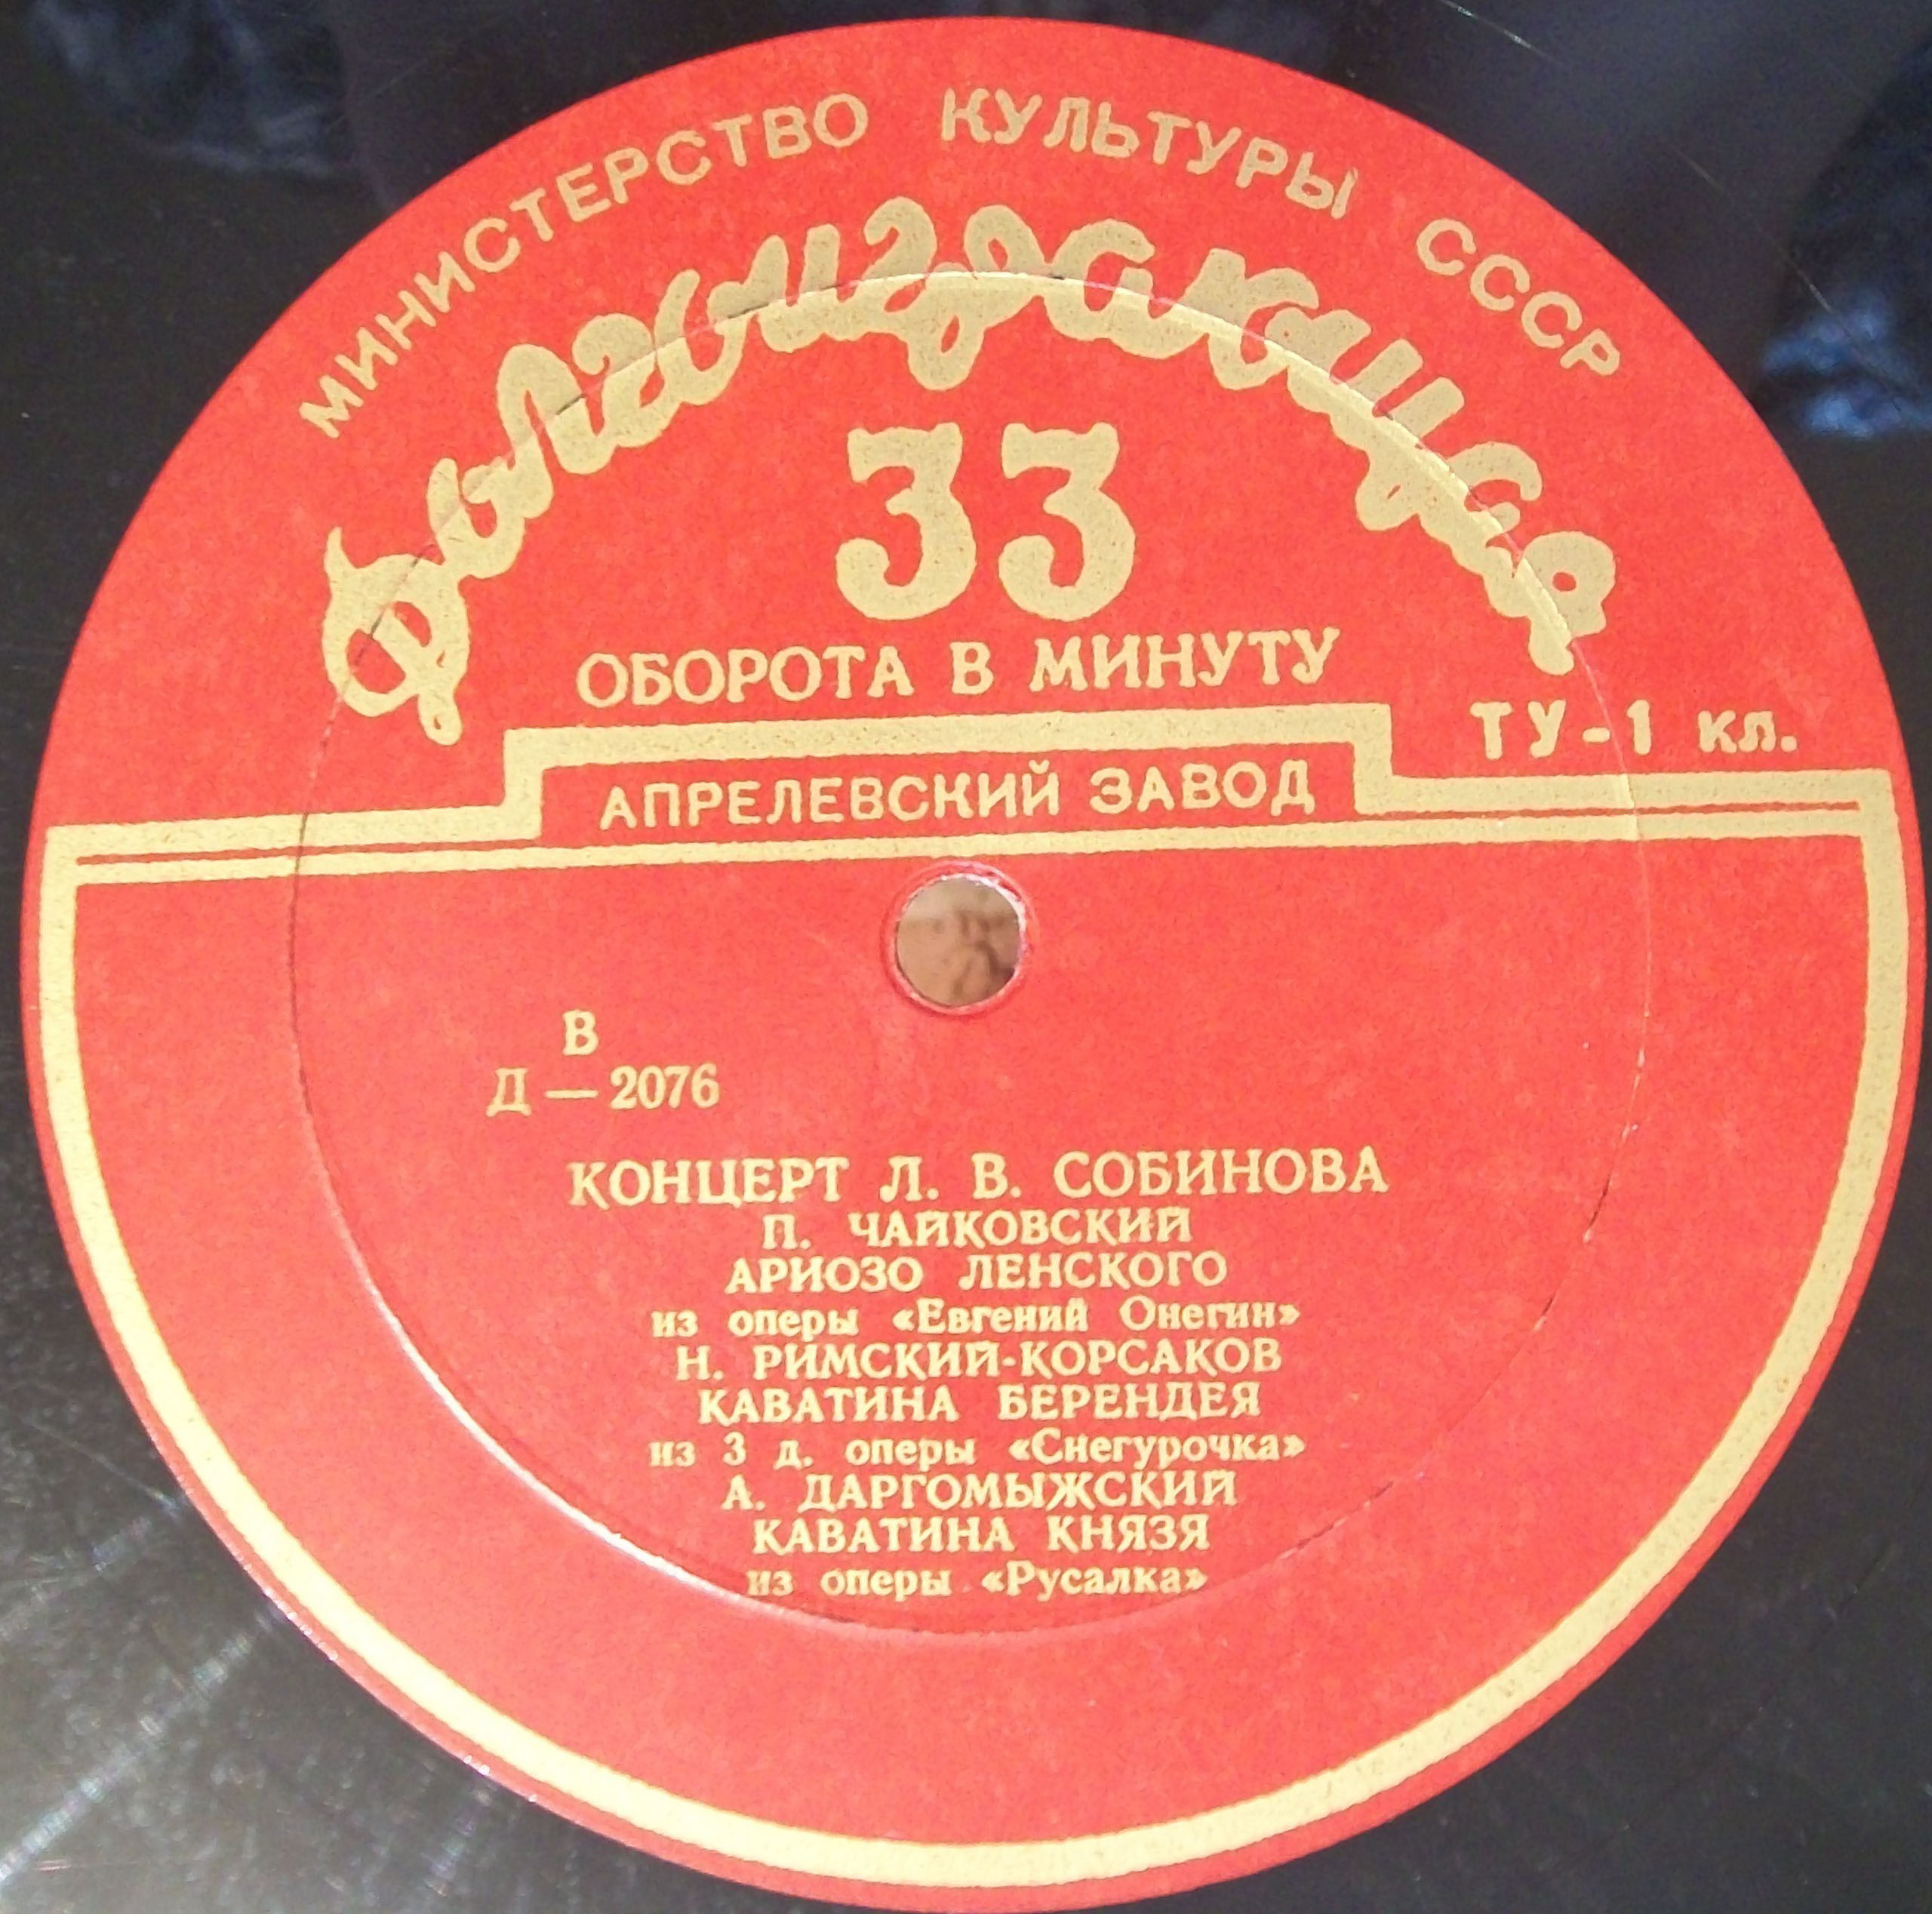 МИНИСТЕРСТВО КУЛЬТУРЫ СССР
Долгоиграющая
33
ОБОРОТА В МИНУТУ
ТУ-1 кл.
АПРЕЛЕВСКИЙ ЗАВОД
В
Д — 2076
КОНЦЕРТ Л. В. СОБИНОВА
П. ЧАЙКОВСКИЙ
АРИОЗО ЛЕНСКОГО
из оперы «Евгений Онегин»
Н. РИМСКИЙ-КОРСАКОВ
КАВАТИНА БЕРЕНДЕЯ
из 3 д. оперы «Снегурочка»
А. ДАРГОМЫЖСКИЙ
КАВАТИНА КНЯЗЯ
из оперы «Русалка»